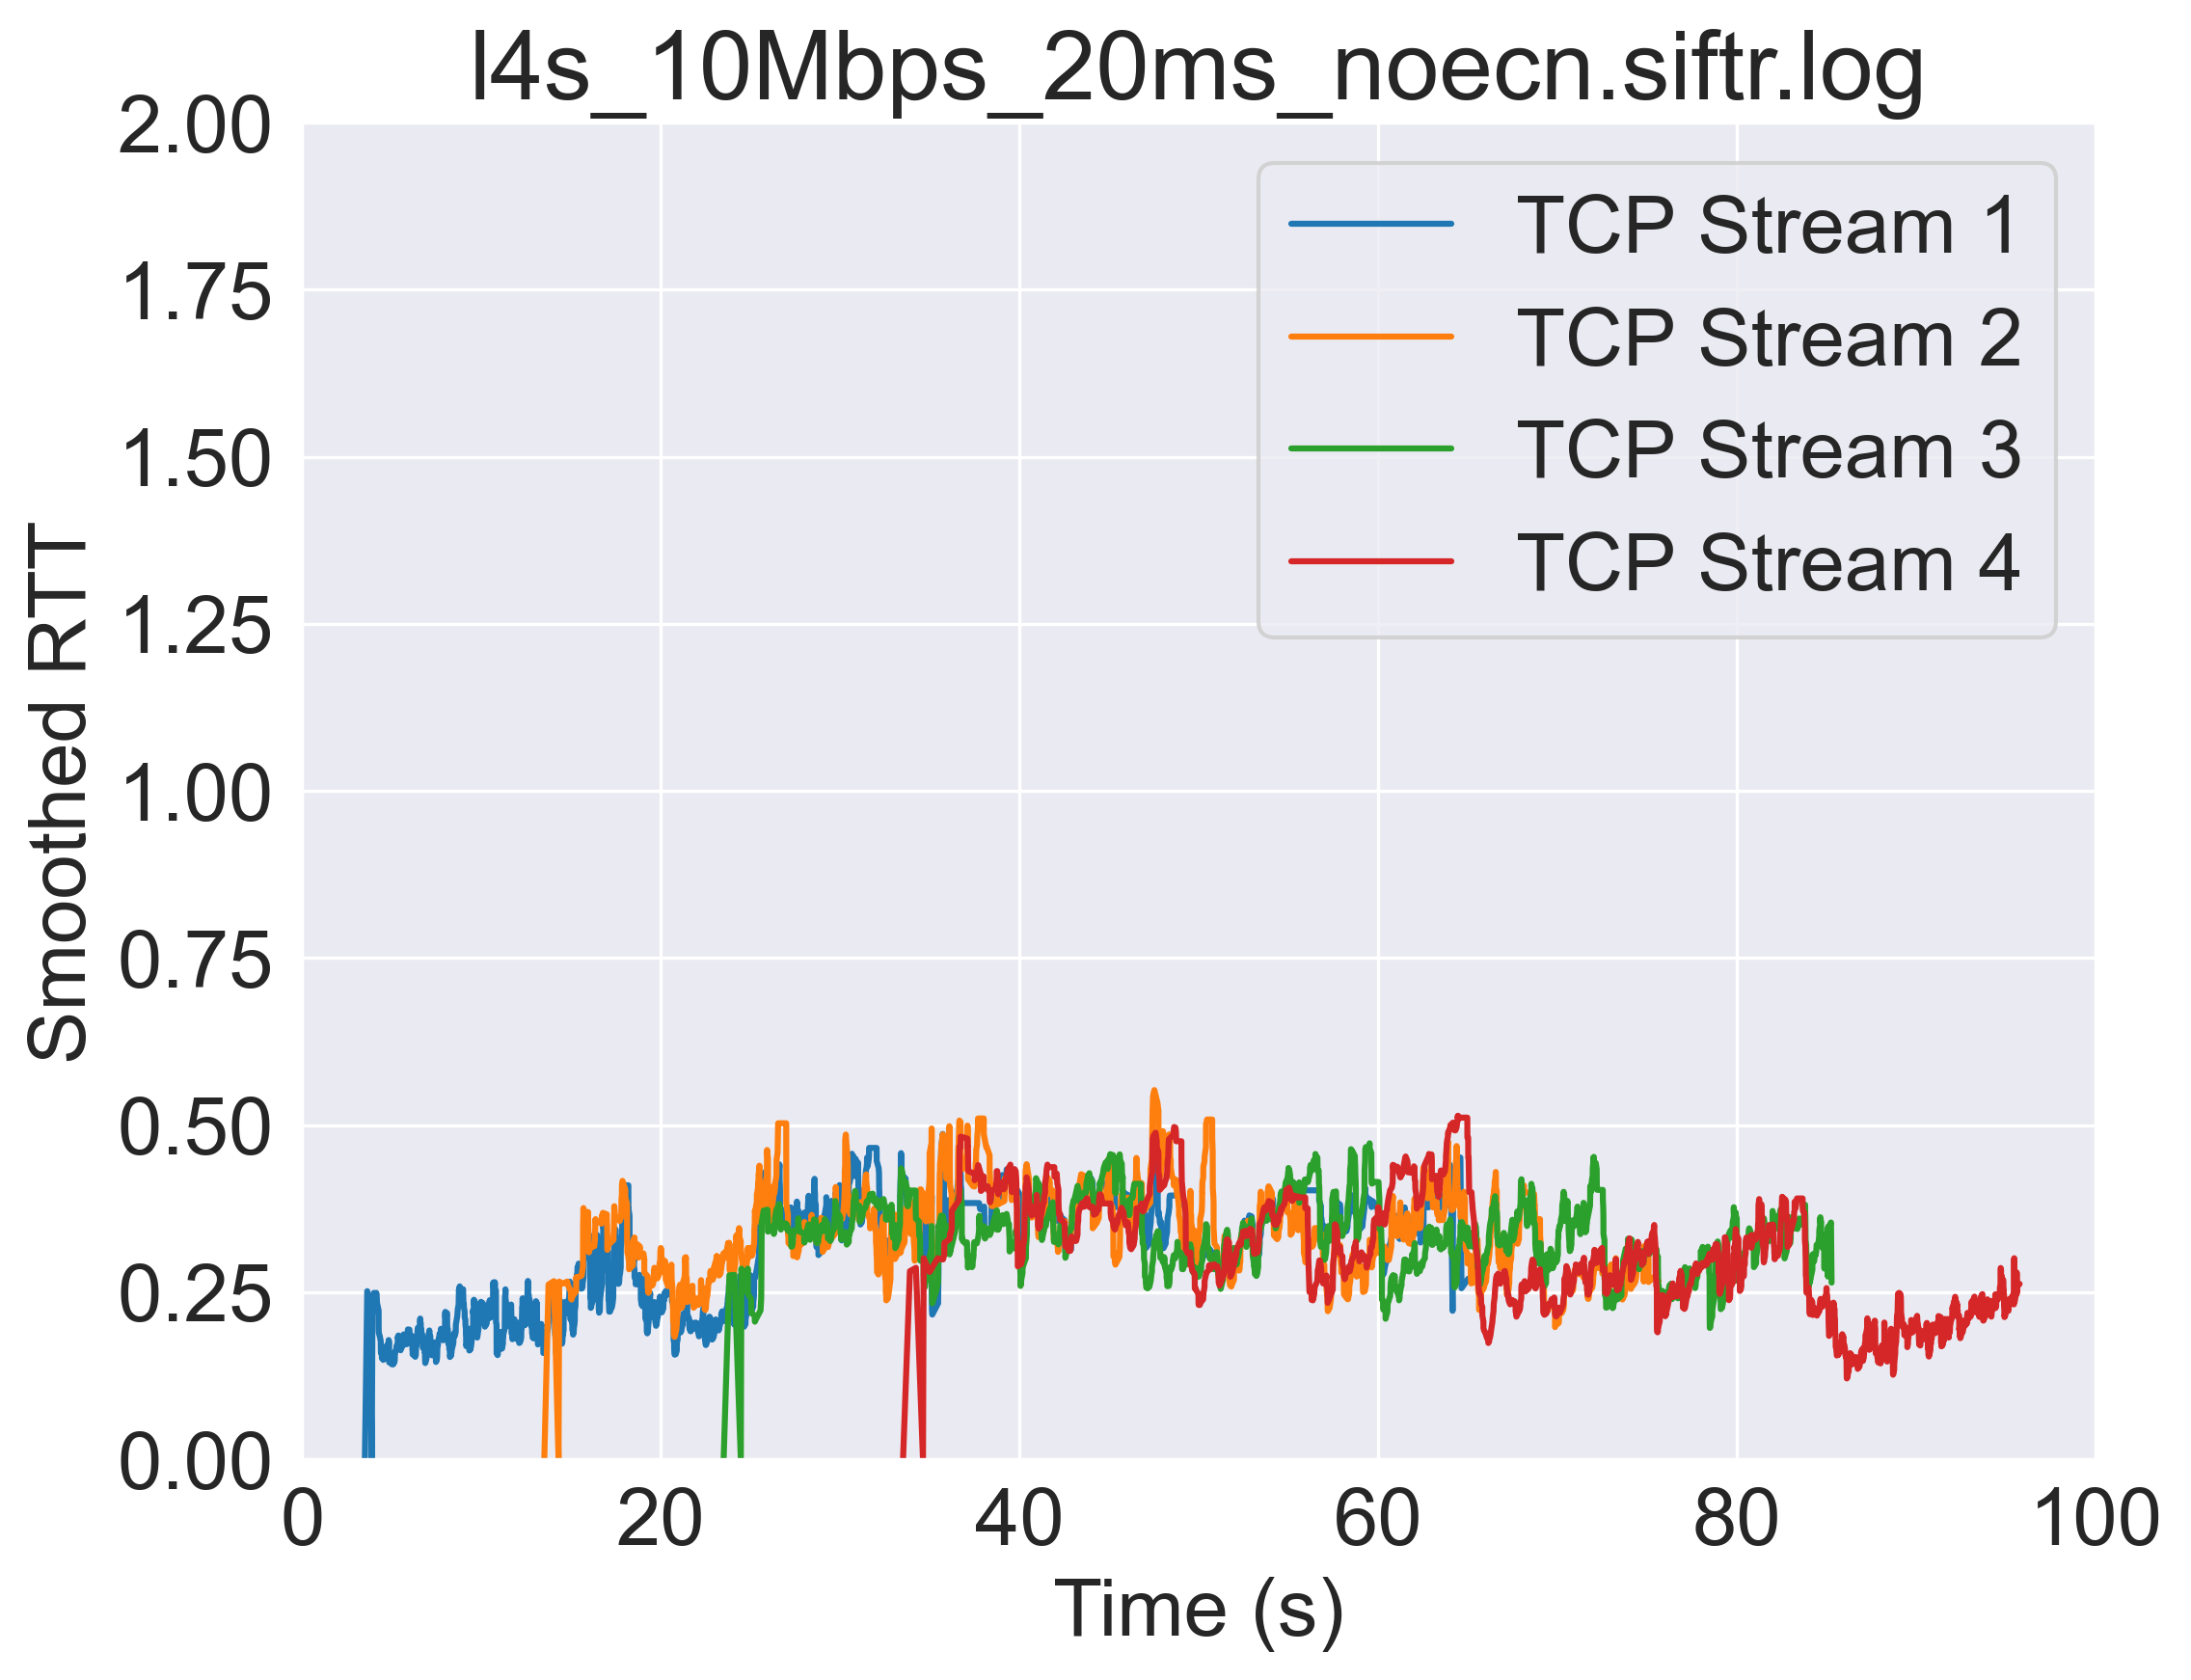 l4s_10Mbps_20ms_noecn.siftr.log
TCP Stream 1
TCP Stream 2
TCP Stream 3
TCP Stream 4
Smoothed RTT
2.00
1.75
1.50
1.25
1.00
0.75
0.50
0.25
0.00
0 20 40 60 80 100
Time (s)